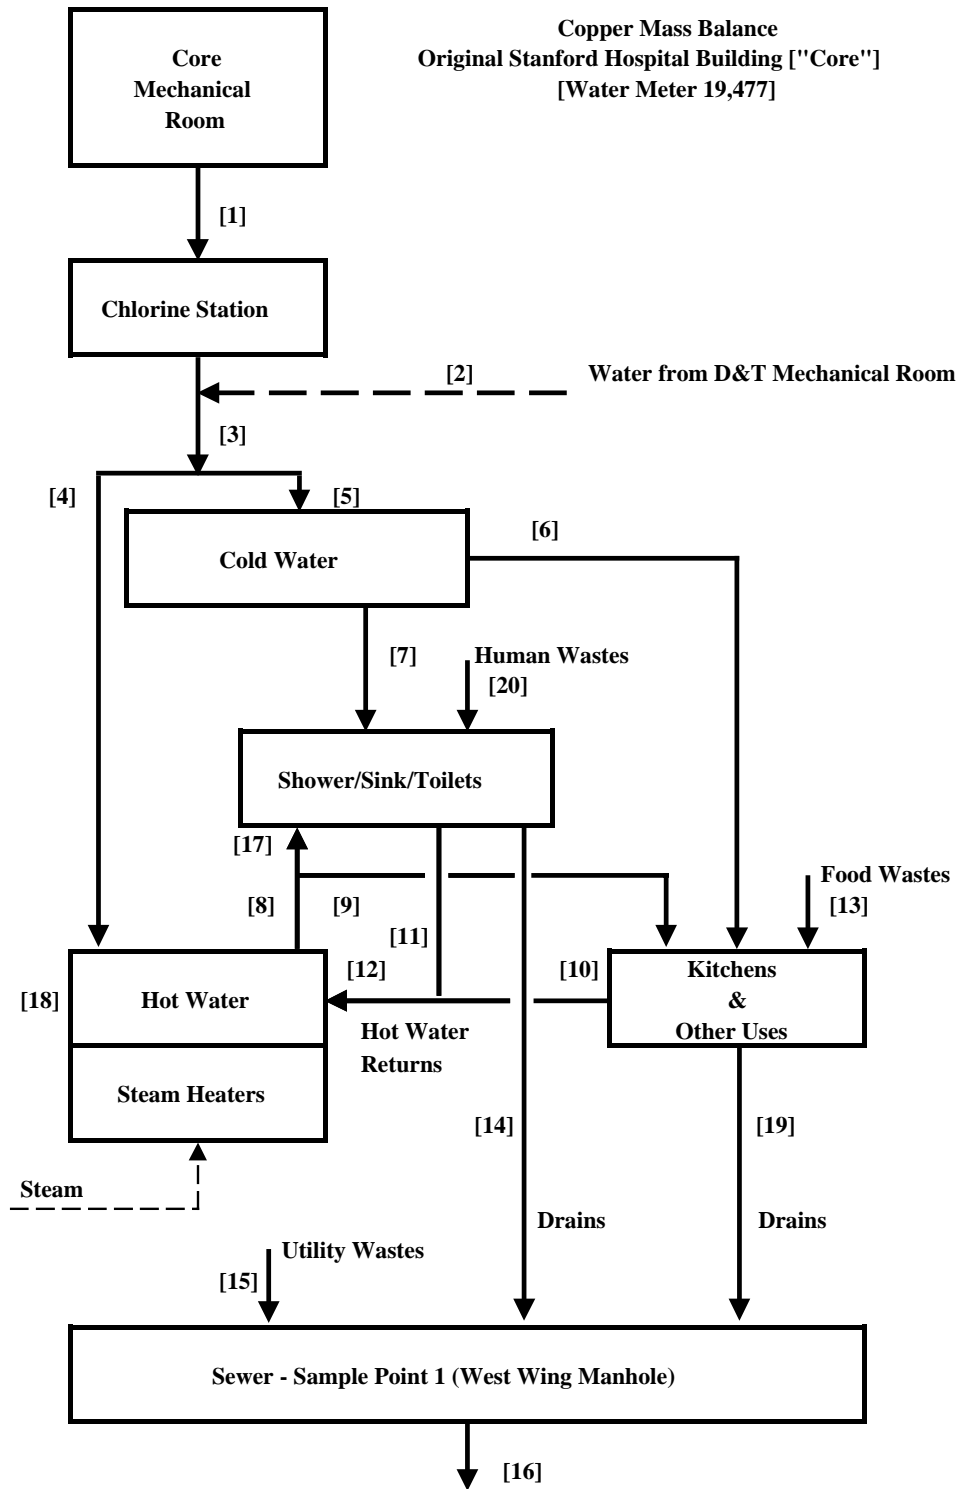 Copper Mass Balance
Original Stanford Hospital Building ["Core"]
[Water Meter 19,477]
Core
Mechanical
Room
[1]
Chlorine Station
[2]
Water from D&T Mechanical Room
[3]
[4]
[5]
[6]
Cold Water
[7]
Human Wastes
[20]
Shower/Sink/Toilets
[17]
Food Wastes
[8]
[9]
[13]
[11]
[12]
[10]
Kitchens
&
Other Uses
[18]
Hot Water
Hot Water
Returns
Steam Heaters
[14]
[19]
Steam
Drains
Drains
Utility Wastes
[15]
Sewer - Sample Point 1 (West Wing Manhole)
[16]